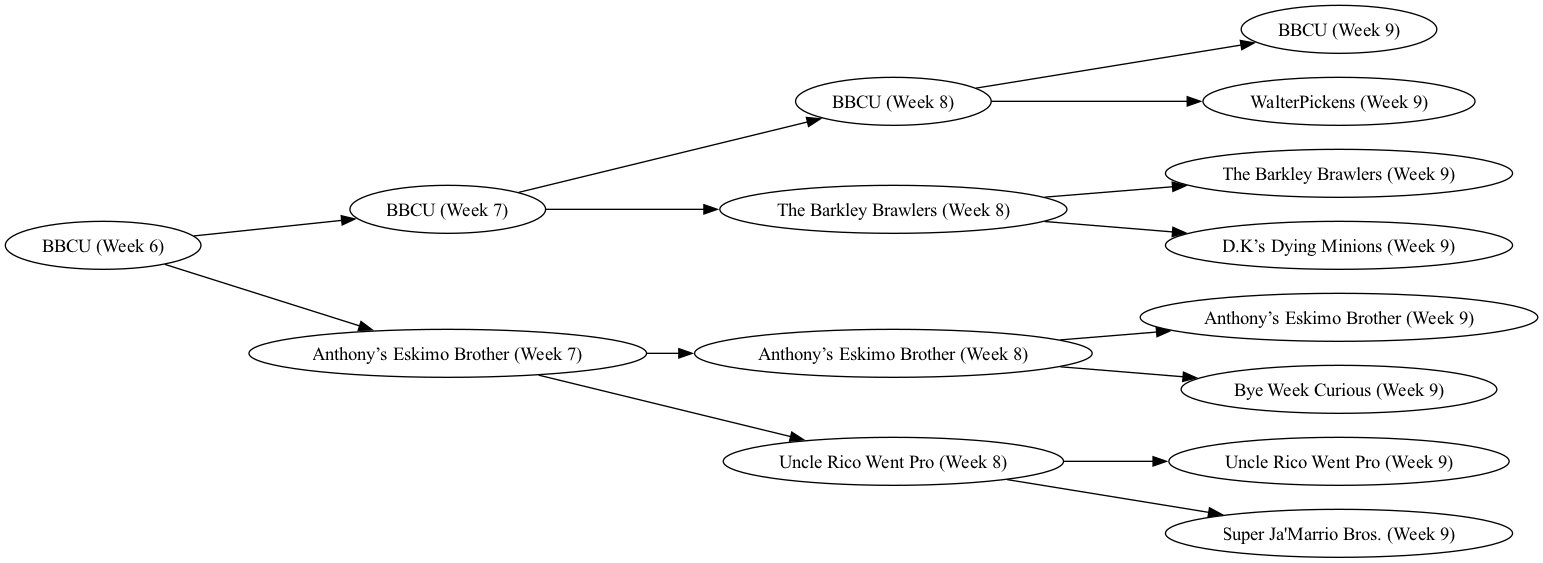 BBCU (Week 9)
BBCU (Week 8)
WalterPickens (Week 9)
The Barkley Brawlers (Week 9)
BBCU (Week 7)
The Barkley Brawlers (Week 8)
BBCU (Week 6)
D.K’s Dying Minions (Week 9)
Anthony’s Eskimo Brother (Week 9)
Anthony’s Eskimo Brother (Week 7)
Anthony’s Eskimo Brother (Week 8)
Bye Week Curious (Week 9)
Uncle Rico Went Pro (Week 8)
Uncle Rico Went Pro (Week 9)
Super Ja'Marrio Bros. (Week 9)